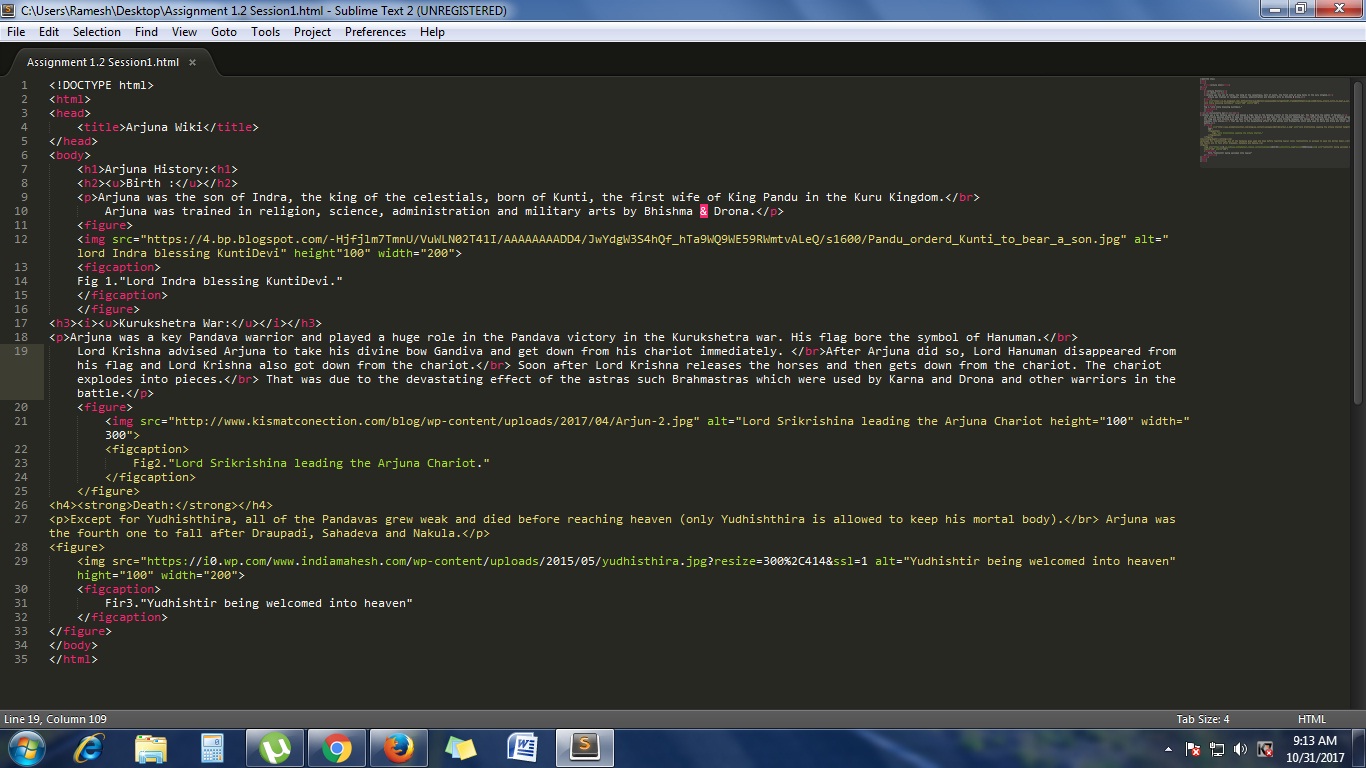 C:\Users\Ramesh\Desktop\Assignment 1.2 Session1.html - Sublime Text 2 (UNREGISTERED)
File Edit Selection Find View Goto Tools Project Preferences Help
Assignment 1.2 Session1.html ×
1 <!DOCTYPE html>
2 <html>
3 <head>
4 <title>Arjuna Wiki</title>
5 </head>
6 <body>
7 <h1>Arjuna History:<h1>
8 <h2><u>Birth :</u></h2>
9 <p>Arjuna was the son of Indra, the king of the celestials, born of Kunti, the first wife of King Pandu in the Kuru Kingdom.</br>
10 Arjuna was trained in religion, science, administration and military arts by Bhishma & Drona.</p>
11 <figure>
12 <img src="https://4.bp.blogspot.com/-Hjfjlm7TmnU/VuWLN02T41I/AAAAAAAADD4/JwYdgW3S4hQf_hTa9WQ9WE59RWmtvALeQ/s1600/Pandu_orderd_Kunti_to_bear_a_son.jpg" alt="
lord Indra blessing KuntiDevi" height"100" width="200">
13 <figcaption>
14 Fig 1."Lord Indra blessing KuntiDevi."
15 </figcaption>
16 </figure>
17 <h3><i><u>Kurukshetra War:</u></i></h3>
18 <p>Arjuna was a key Pandava warrior and played a huge role in the Pandava victory in the Kurukshetra war. His flag bore the symbol of Hanuman.</br>
19 Lord Krishna advised Arjuna to take his divine bow Gandiva and get down from his chariot immediately. </br>After Arjuna did so, Lord Hanuman disappeared from
his flag and Lord Krishna also got down from the chariot.</br> Soon after Lord Krishna releases the horses and then gets down from the chariot. The chariot
explodes into pieces.</br> That was due to the devastating effect of the astras such Brahmastras which were used by Karna and Drona and other warriors in the
battle.</p>
20 <figure>
21 <img src="http://www.kismatconection.com/blog/wp-content/uploads/2017/04/Arjun-2.jpg" alt="Lord Srikrishina leading the Arjuna Chariot height="100" width="
300">
22 <figcaption>
23 Fig2."Lord Srikrishina leading the Arjuna Chariot."
24 </figcaption>
25 </figure>
26 <h4><strong>Death:</strong></h4>
27 <p>Except for Yudhishthira, all of the Pandavas grew weak and died before reaching heaven (only Yudhishthira is allowed to keep his mortal body).</br> Arjuna was
the fourth one to fall after Draupadi, Sahadeva and Nakula.</p>
28 <figure>
29 <img src="https://i0.wp.com/www.indiamahesh.com/wp-content/uploads/2015/05/yudhisthira.jpg?resize=300%2C414&ssl=1 alt="Yudhishtir being welcomed into heaven"
hight="100" width="200">
30 <figcaption>
31 Fir3."Yudhishtir being welcomed into heaven"
32 </figcaption>
33 </figure>
34 </body>
35 </html>
Line 19, Column 109 Tab Size: 4 HTML
9:13 AM
10/31/2017